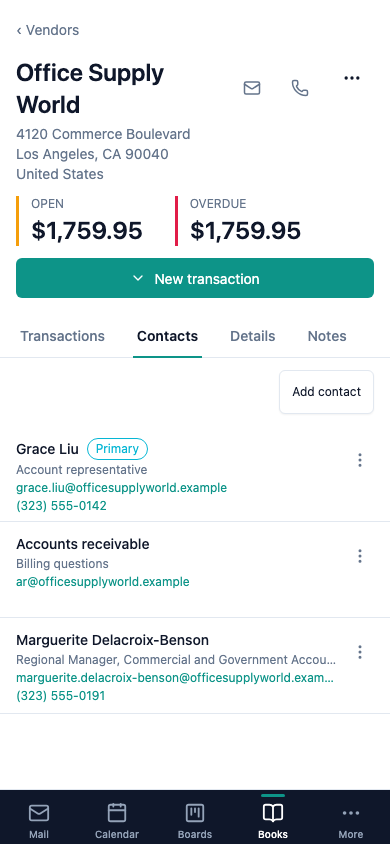 ‹ Vendors
Office Supply
World
4120 Commerce Boulevard
Los Angeles, CA 90040
United States
OPEN
$1,759.95
OVERDUE
$1,759.95
New transaction
Transactions
Contacts
Details
Notes
Add contact
Grace Liu
Primary
Account representative
grace.liu@officesupplyworld.example
(323) 555-0142
Accounts receivable
Billing questions
ar@officesupplyworld.example
Marguerite Delacroix-Benson
Regional Manager, Commercial and Government Accou...
marguerite.delacroix-benson@officesupplyworld.exam...
(323) 555-0191
Mail
Calendar
Boards
Books
More